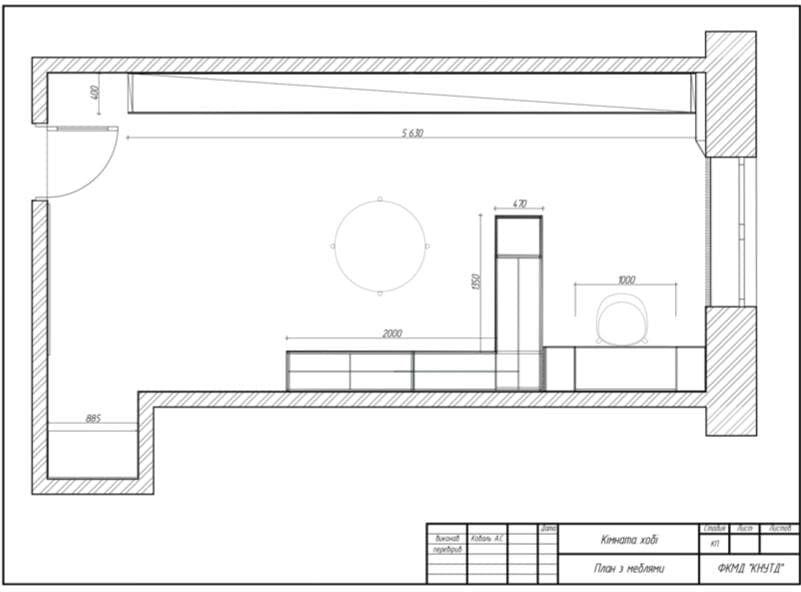 400
5 630
470
1350
1000
2000
885
Дата
Стадия Лист Листов
виконав Коваль А.С
Кімната хобі
КП
перевірив
План з меблями
ФКМД "КНУТД"